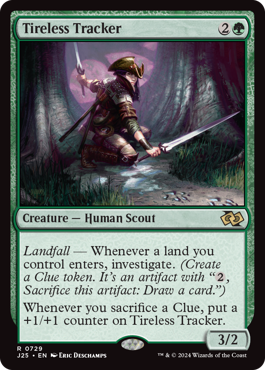 Tireless Tracker 2
Creature — Human Scout
Landfall — Whenever a land you
control enters, investigate. (Create
a Clue token. It's an artifact with “2,
Sacrifice this artifact: Draw a card.”)
Whenever you sacrifice a Clue, put a
+1/+1 counter on Tireless Tracker.
3/2
R 0729
J25 • EN Eric Deschamps
™ & © 2024 Wizards of the Coast